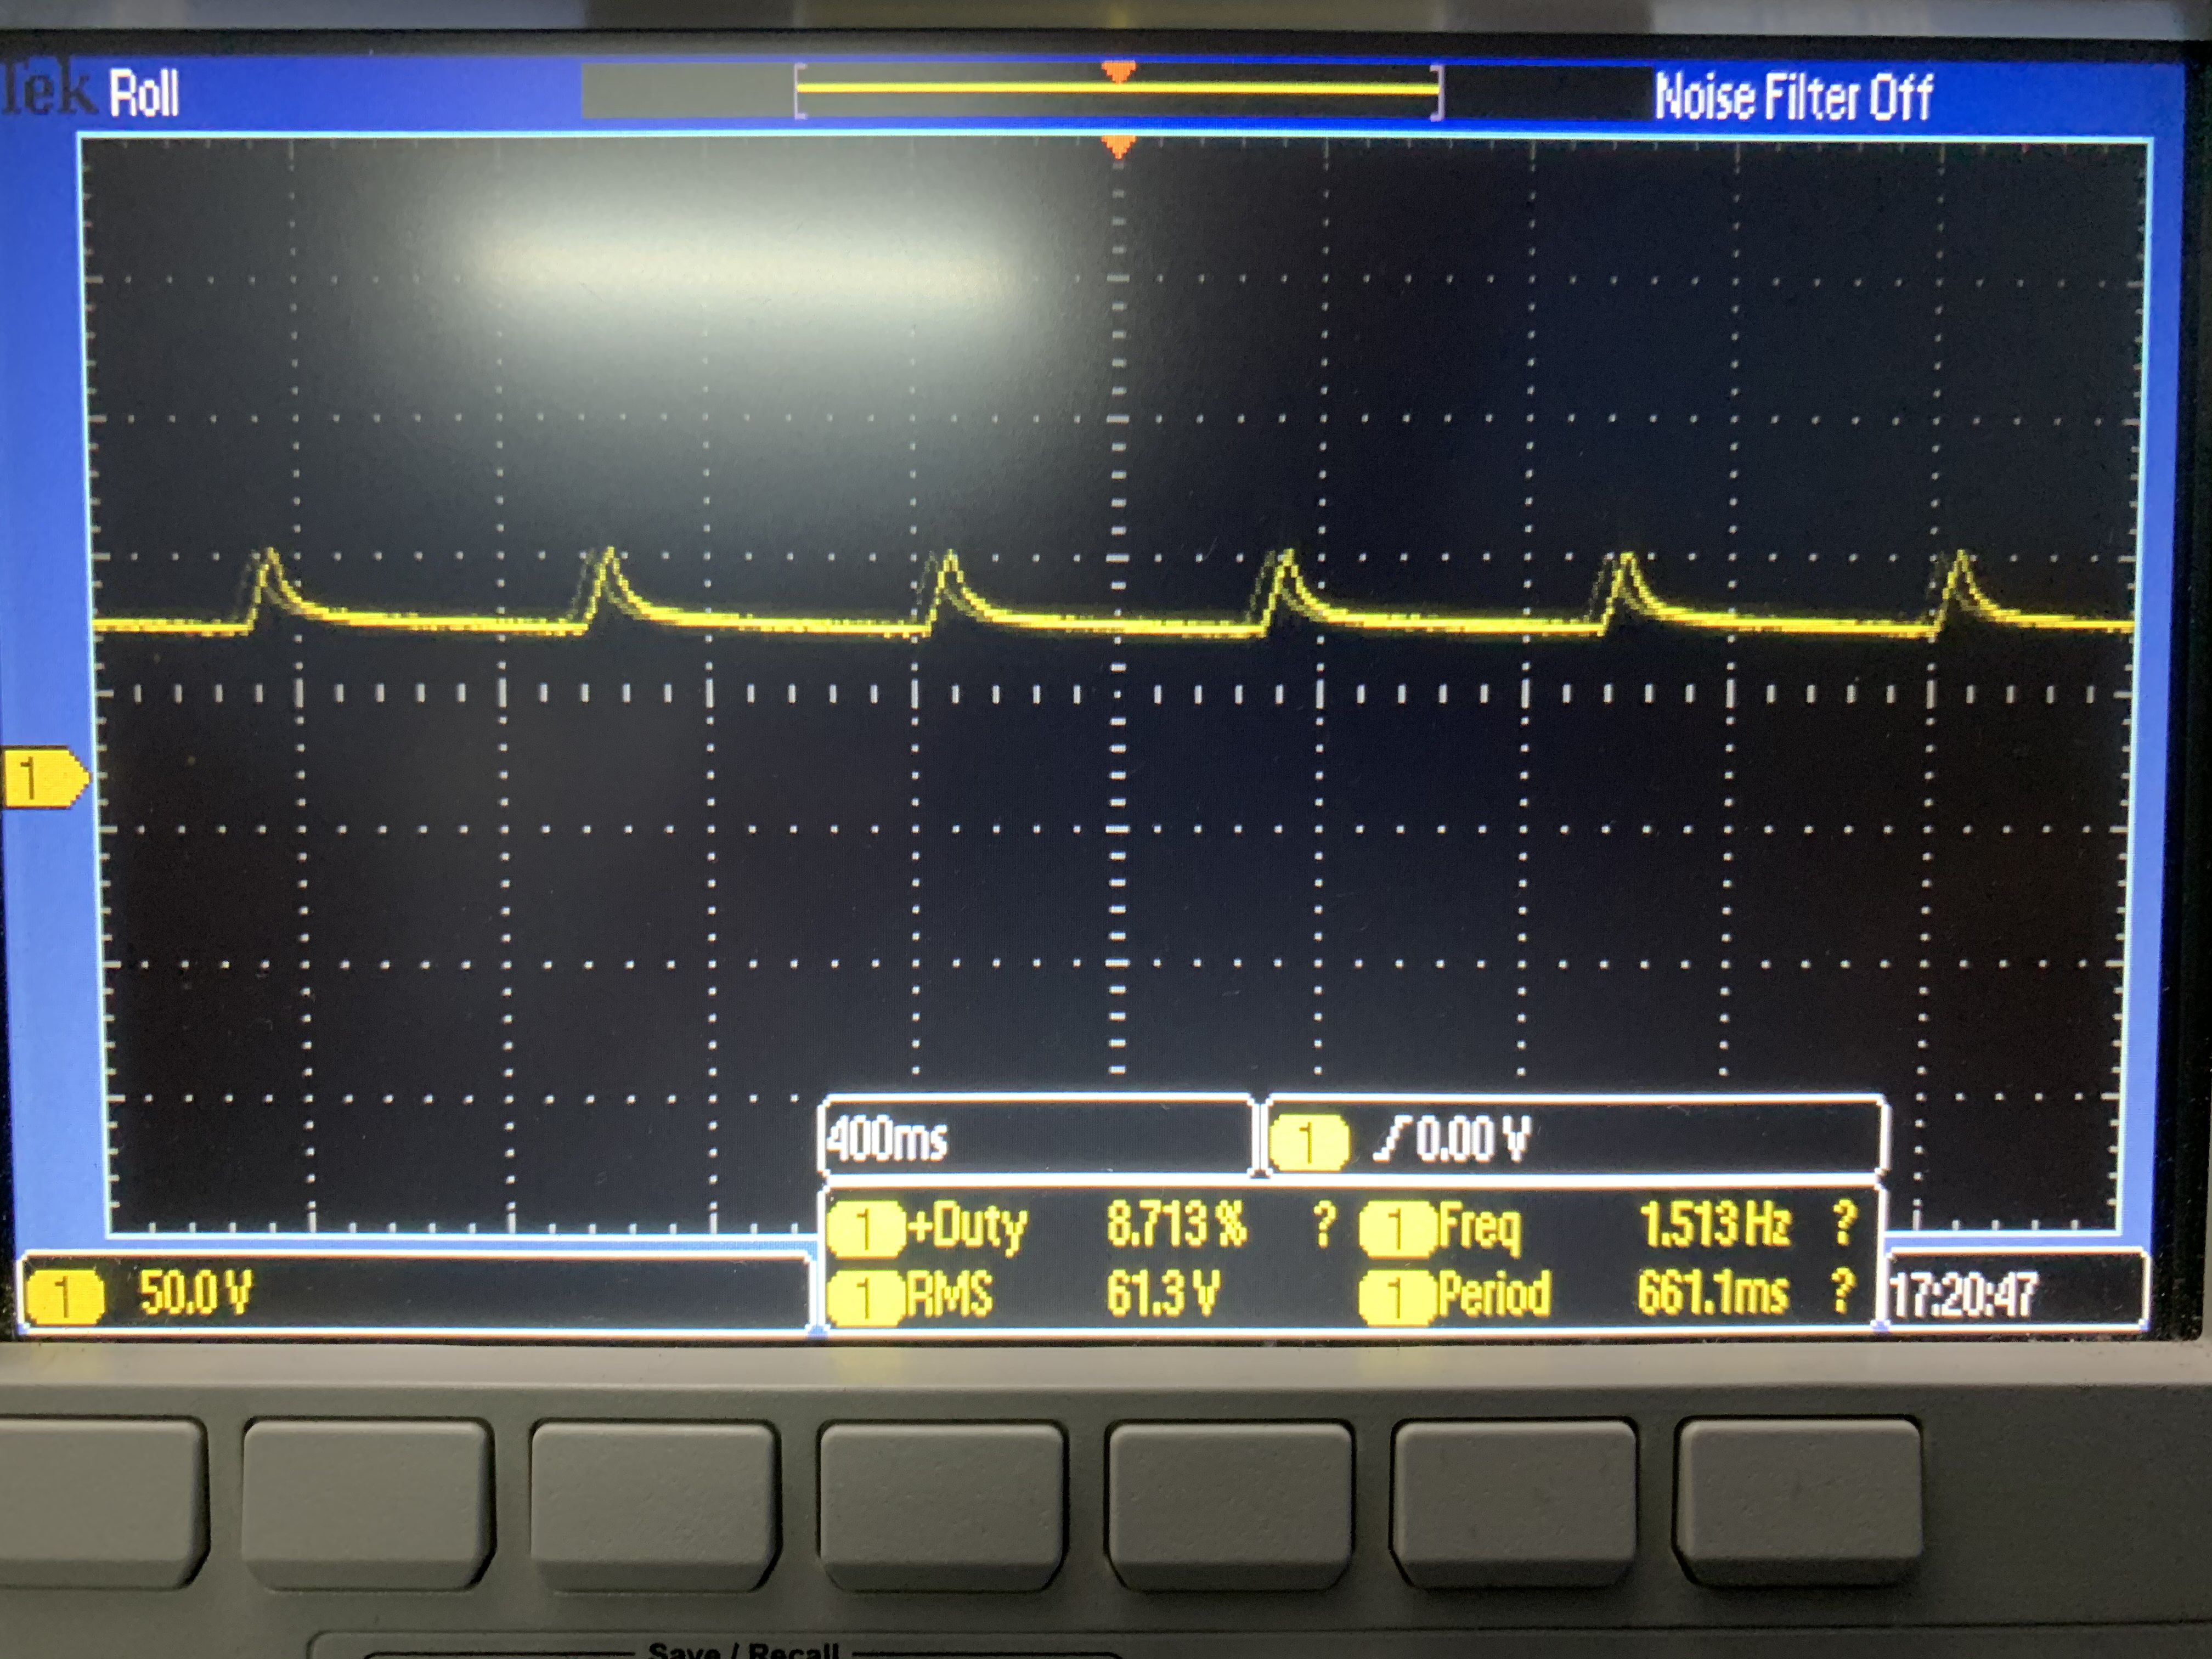 Tek Roll Noise Filter Off
1
400ms 1 0.00 V
1 +Duty 8.713 % ? 1 Freq 1.513 Hz ?
1 50.0 V 1 RMS 61.3 V 1 Period 661.1ms ? 17:20:47
Save / Recall